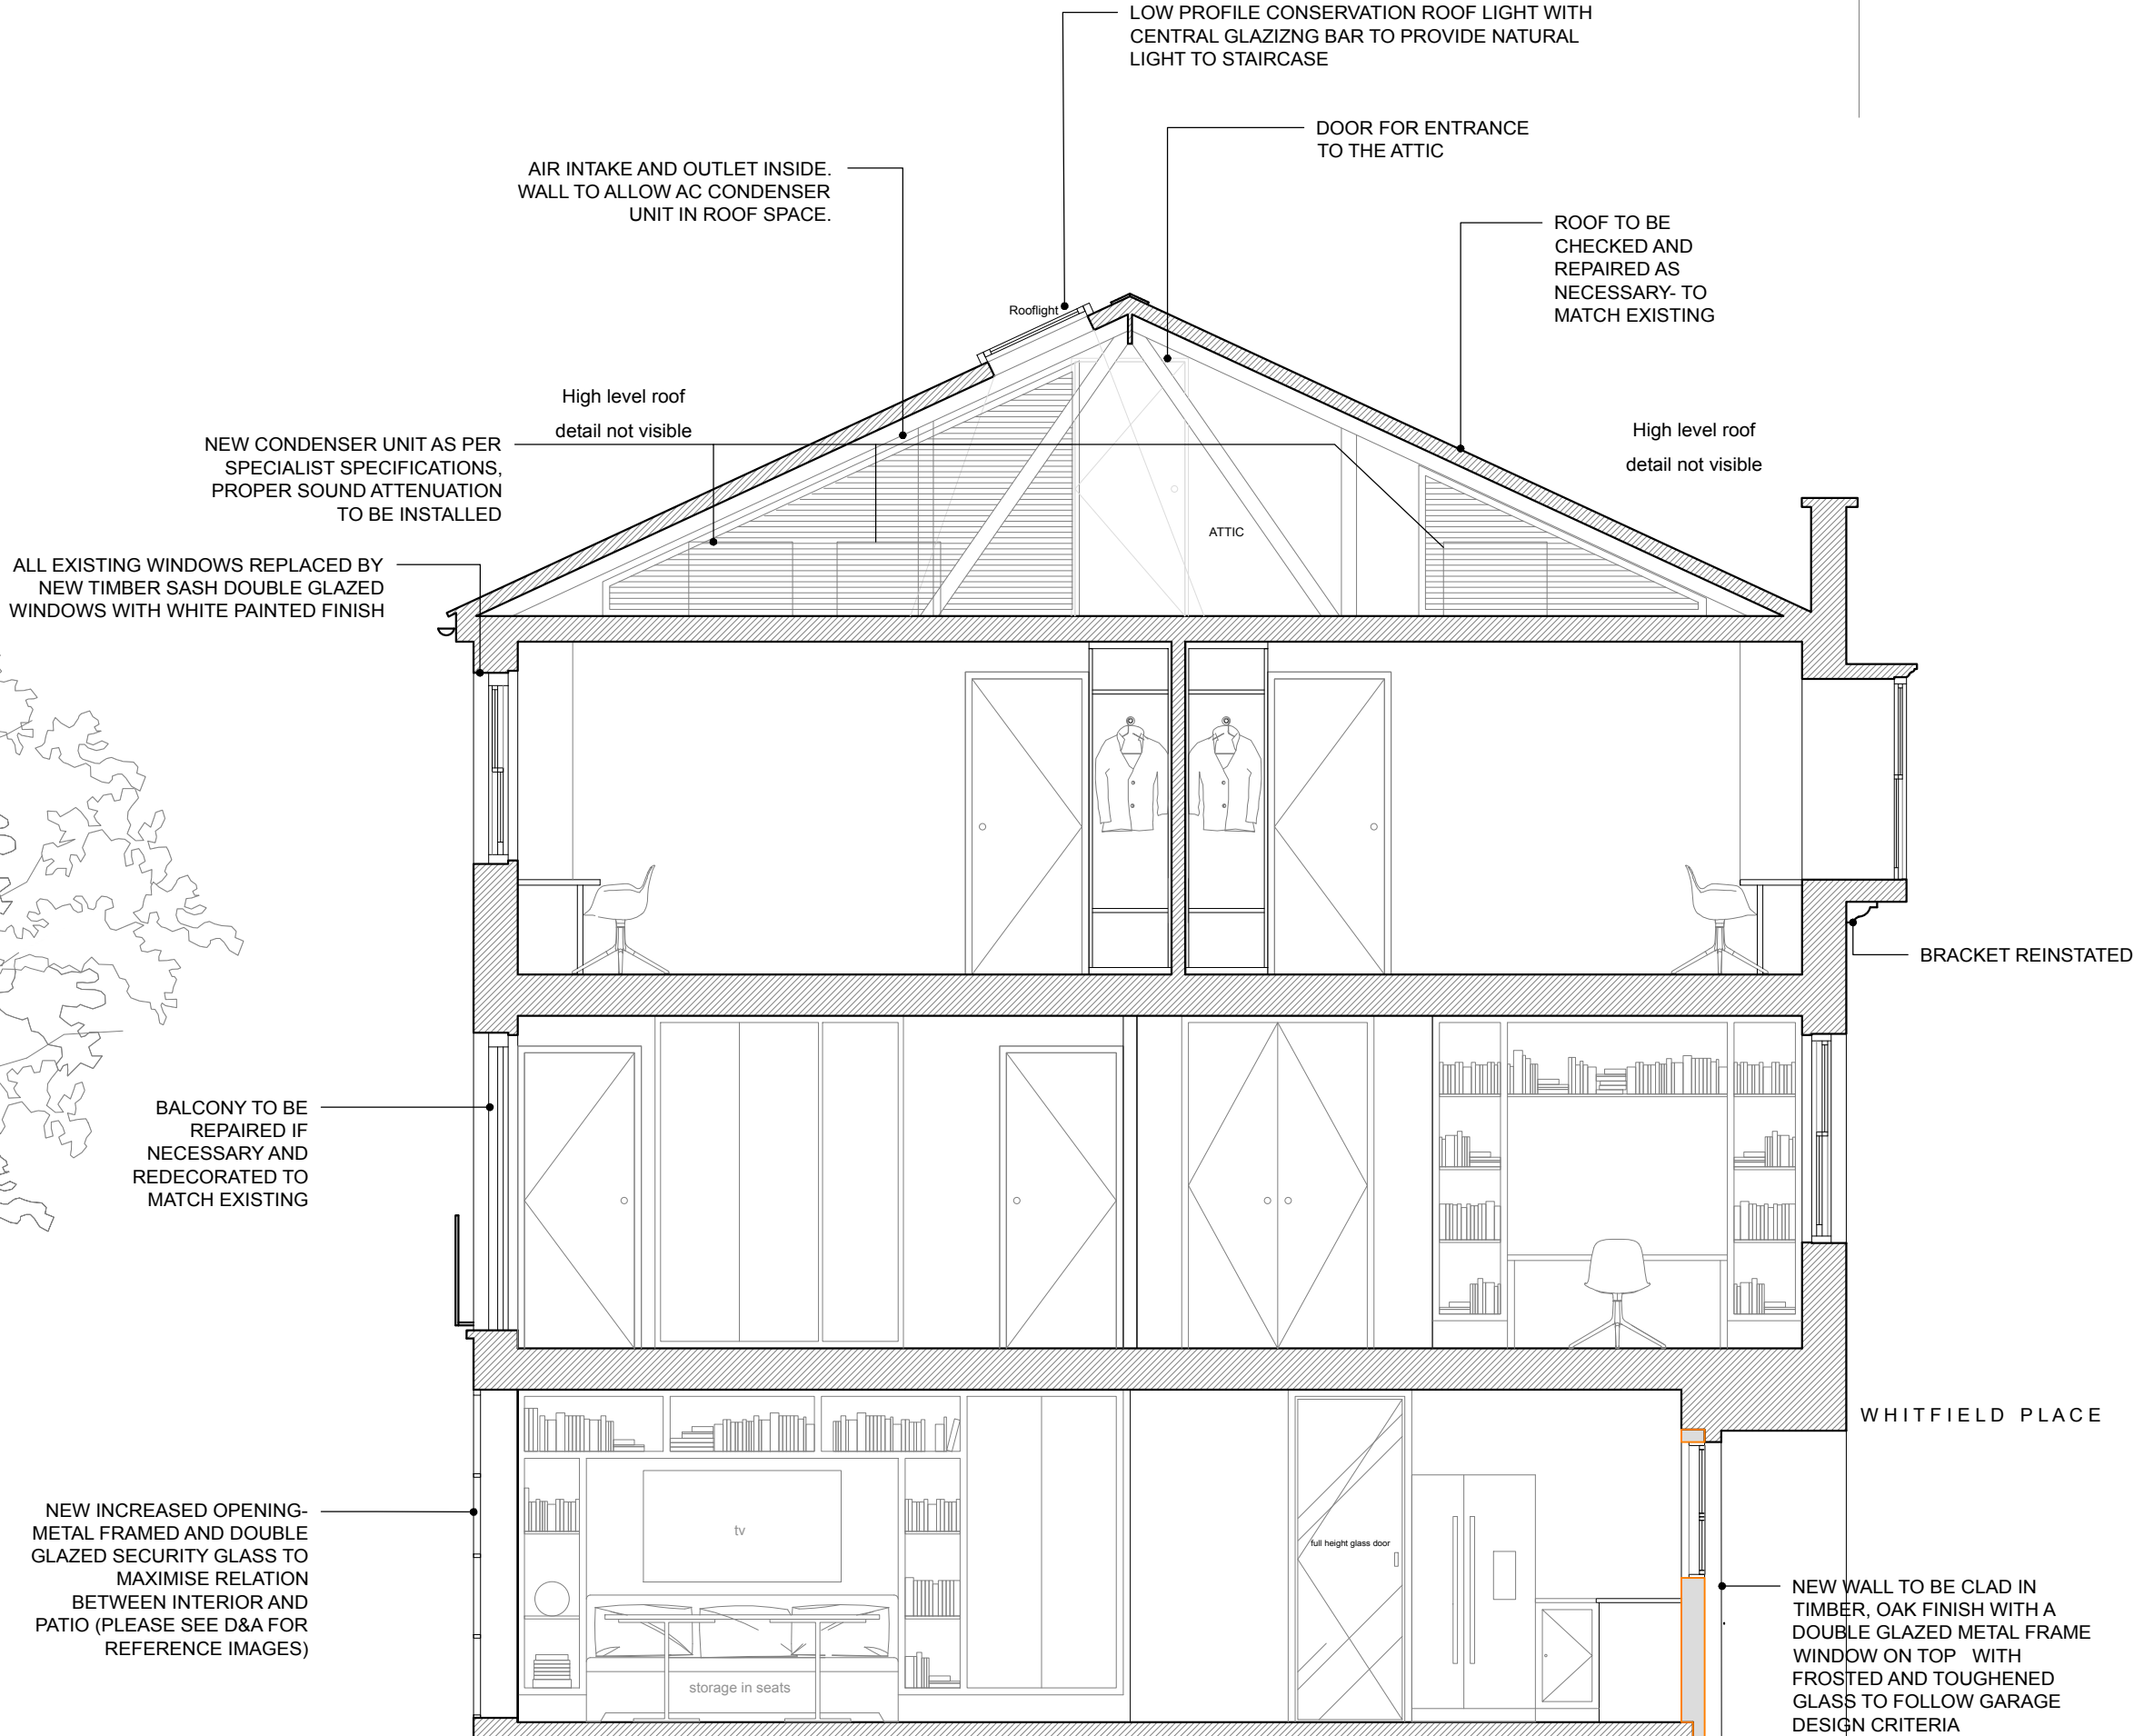 LOW PROFILE CONSERVATION ROOF LIGHT WITH
CENTRAL GLAZIZNG BAR TO PROVIDE NATURAL
LIGHT TO STAIRCASE
DOOR FOR ENTRANCE
TO THE ATTIC
AIR INTAKE AND OUTLET INSIDE.
WALL TO ALLOW AC CONDENSER
UNIT IN ROOF SPACE.
ROOF TO BE
CHECKED AND
REPAIRED AS
NECESSARY- TO
MATCH EXISTING
Rooflight
High level roof
detail not visible
High level roof
detail not visible
NEW CONDENSER UNIT AS PER
SPECIALIST SPECIFICATIONS,
PROPER SOUND ATTENUATION
TO BE INSTALLED
ATTIC
ALL EXISTING WINDOWS REPLACED BY
NEW TIMBER SASH DOUBLE GLAZED
WINDOWS WITH WHITE PAINTED FINISH
BRACKET REINSTATED
BALCONY TO BE
REPAIRED IF
NECESSARY AND
REDECORATED TO
MATCH EXISTING
WHITFIELD PLACE
NEW INCREASED OPENING-
METAL FRAMED AND DOUBLE
GLAZED SECURITY GLASS TO
MAXIMISE RELATION
BETWEEN INTERIOR AND
PATIO (PLEASE SEE D&A FOR
REFERENCE IMAGES)
tv
full height glass door
storage in seats
NEW WALL TO BE CLAD IN
TIMBER, OAK FINISH WITH A
DOUBLE GLAZED METAL FRAME
WINDOW ON TOP WITH
FROSTED AND TOUGHENED
GLASS TO FOLLOW GARAGE
DESIGN CRITERIA